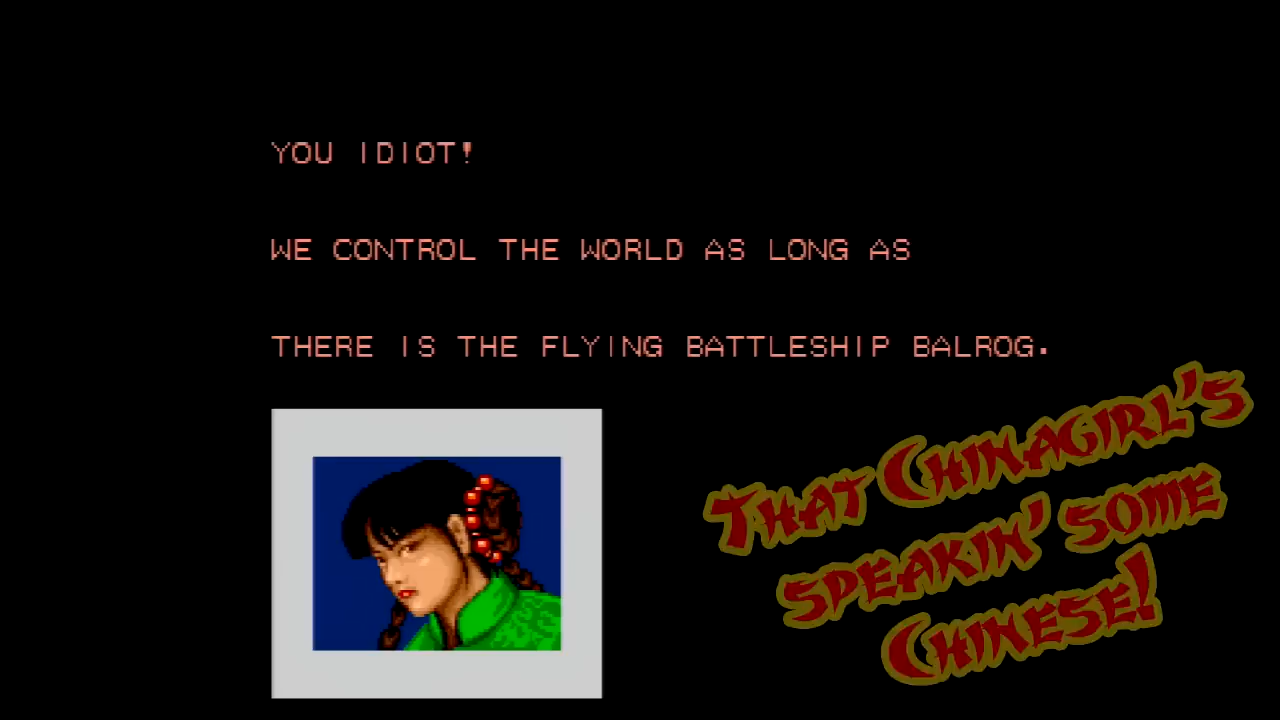 YOU IDIOT!
WE CONTROL THE WORLD AS LONG AS
THERE IS THE FLYING BATTLESHIP BALROG.
THAT CHINAGIRL'S
SPEAKIN' SOME
CHINESE!